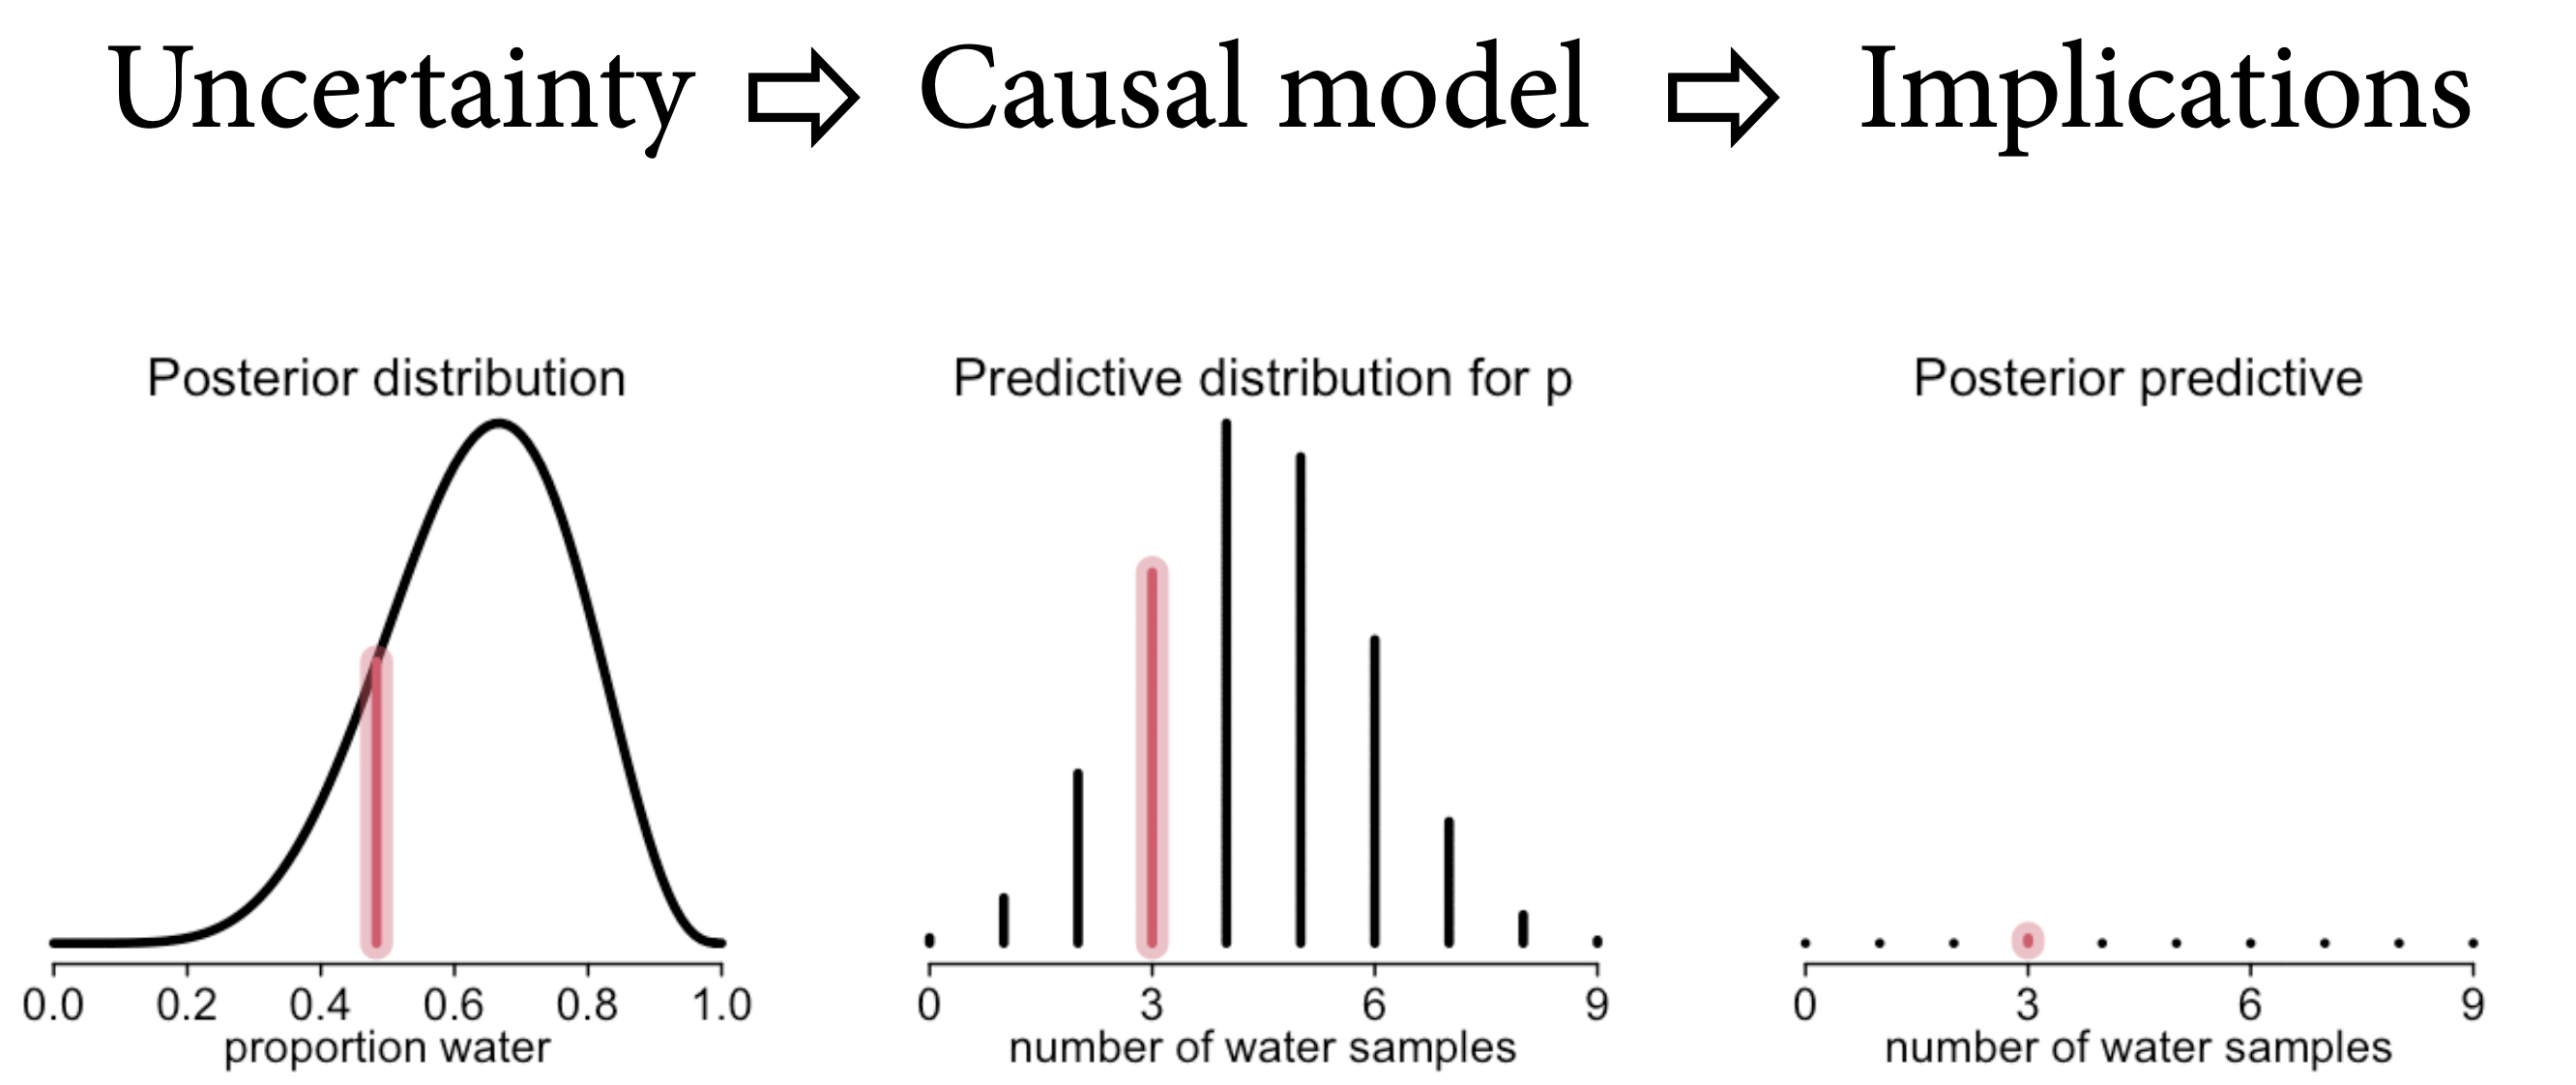 Uncertainty ⇨ Causal model ⇨ Implications
Posterior distribution
0.0 0.2 0.4 0.6 0.8 1.0
proportion water
Predictive distribution for p
0 3 6 9
number of water samples
Posterior predictive
0 3 6 9
number of water samples